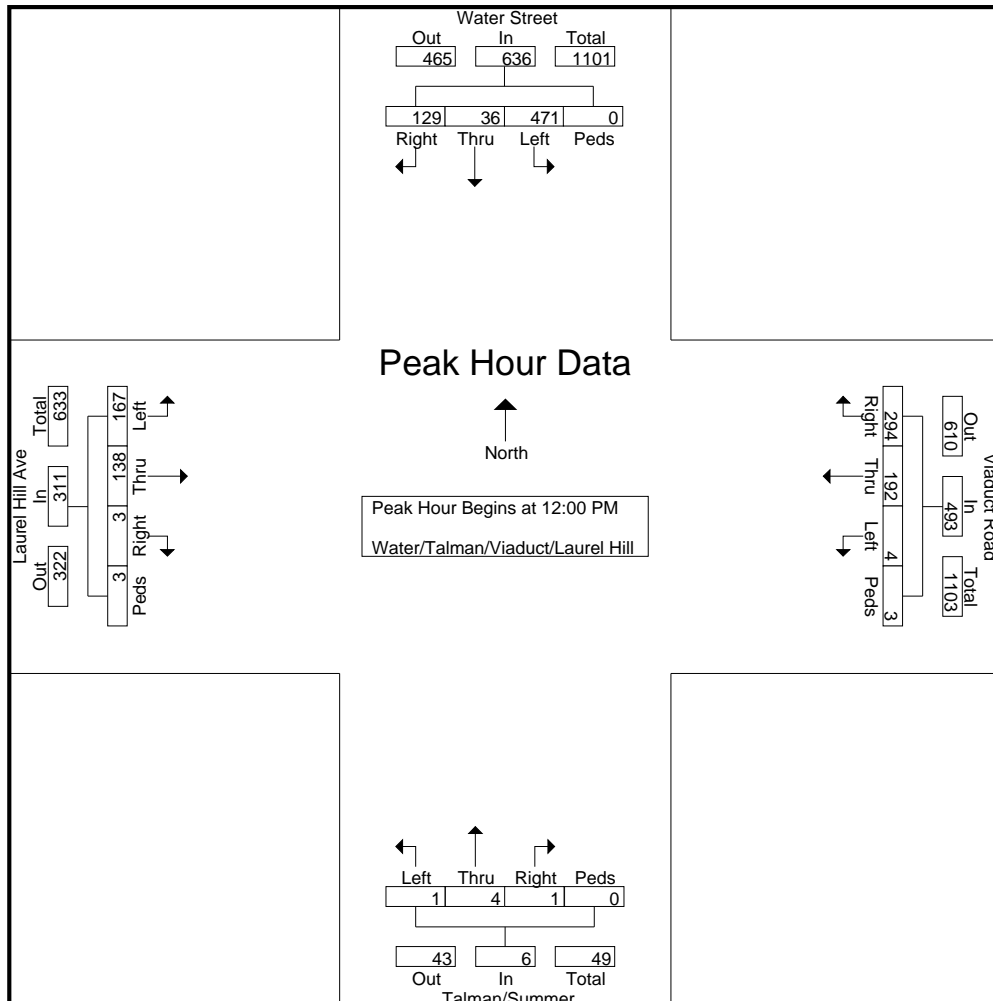 Water Street
Out In Total
465 636 1101
129 36 471 0
Right Thru Left Peds
Peak Hour Data
North
Peak Hour Begins at 12:00 PM
Water/Talman/Viaduct/Laurel Hill
Laurel Hill Ave
Out In Total
322 311 633
3 3 138 167
Peds Right Thru Left
Viaduct Road
Out In Total
610 493 1103
294 192 4 3
Right Thru Left Peds
Left Thru Right Peds
1 4 1 0
43 6 49
Out In Total
Talman/Summer